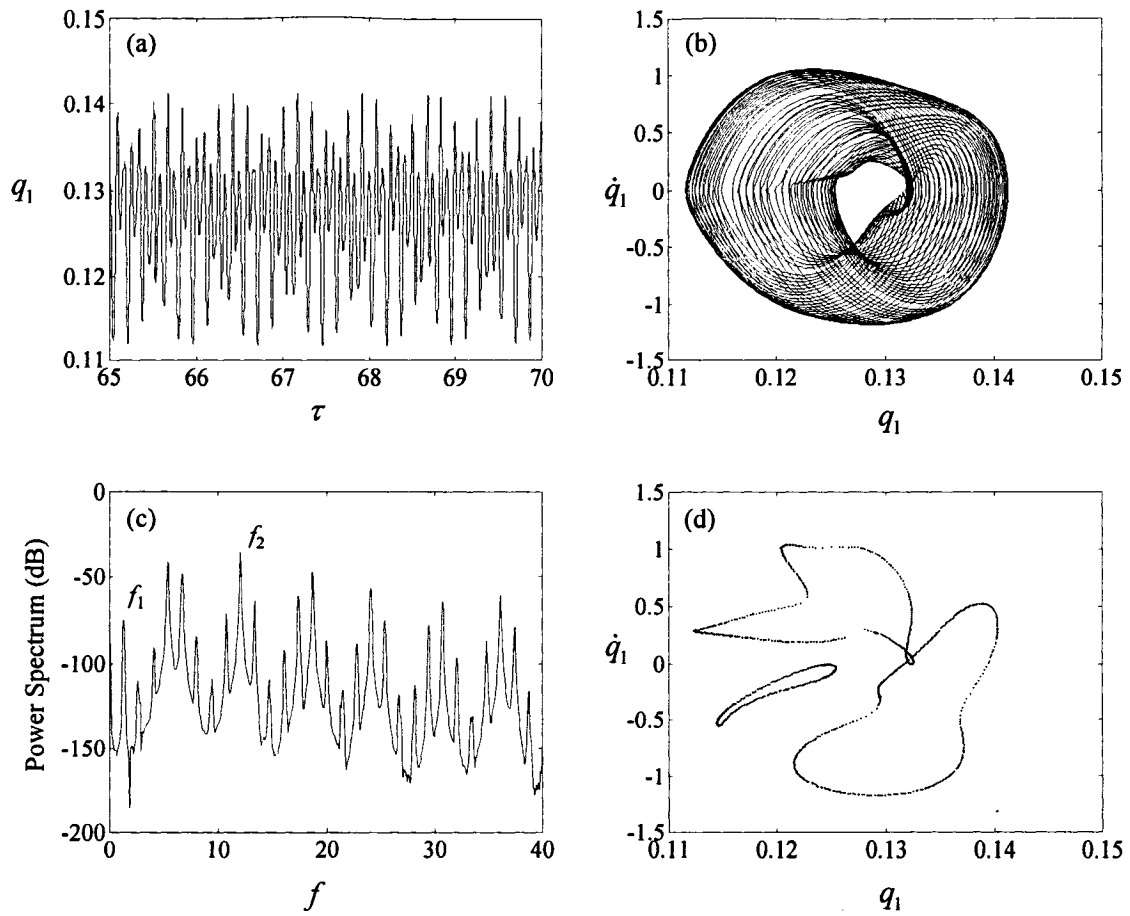 (a)
0.15
0.14
0.13
0.12
0.11
q₁
65 66 67 68 69 70
τ
(b)
1.5
1
0.5
0
-0.5
-1
-1.5
q̇₁
0.11 0.12 0.13 0.14 0.15
q₁
(c)
0
-50
-100
-150
-200
Power Spectrum (dB)
f₁
f₂
0 10 20 30 40
f
(d)
1.5
1
0.5
0
-0.5
-1
-1.5
q̇₁
0.11 0.12 0.13 0.14 0.15
q₁